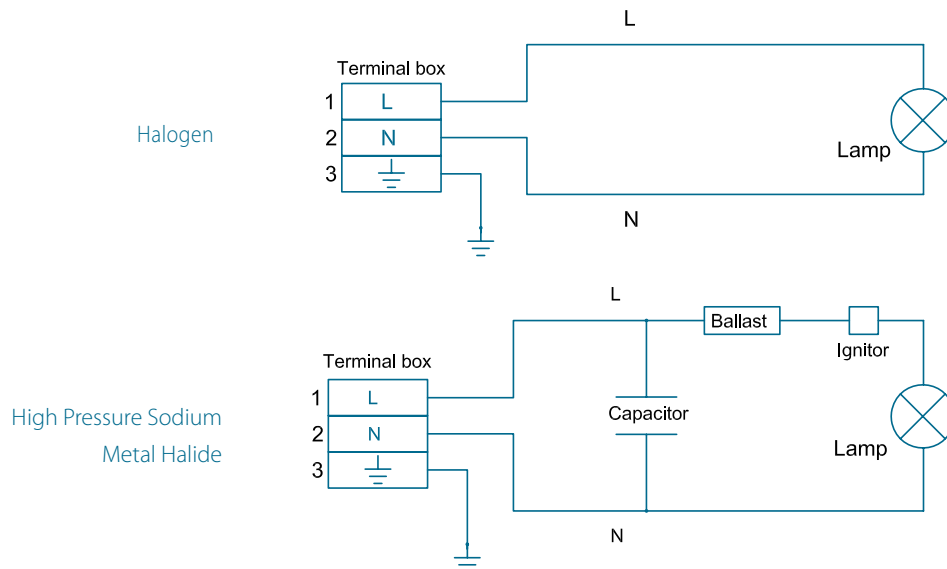 L
Terminal box
1 L
Halogen
2 N
Lamp
3
N
L
Ballast
Ignitor
Terminal box
1 L
Capacitor
High Pressure Sodium
2 N
Metal Halide
Lamp
3
N